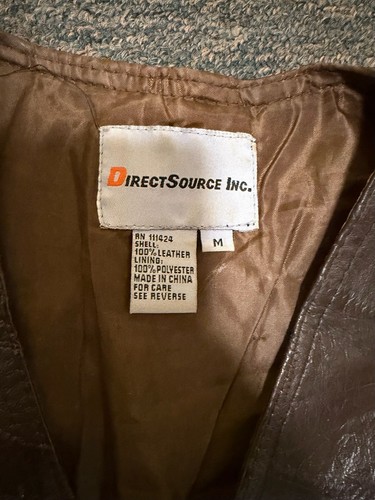 DIRECTSOURCE INC.
RN 111424
SHELL:
100% LEATHER
LINING:
100% POLYESTER
MADE IN CHINA
FOR CARE
SEE REVERSE
M